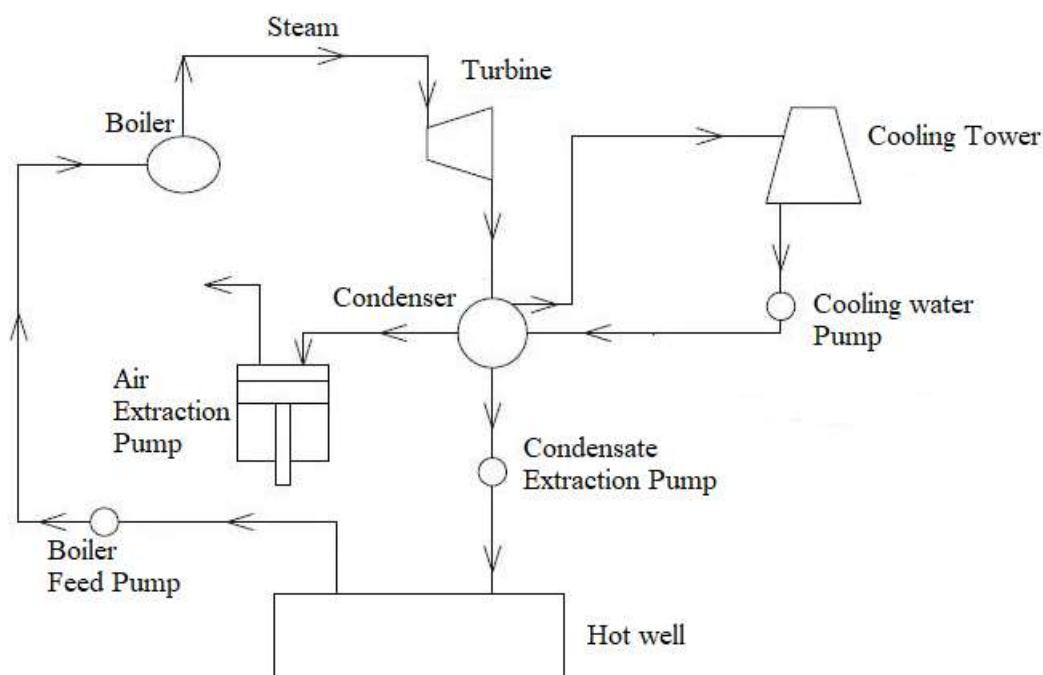 Steam
Turbine
Boiler
Cooling Tower
Condenser
Cooling water
Pump
Air
Extraction
Pump
Condensate
Extraction Pump
Boiler
Feed Pump
Hot well